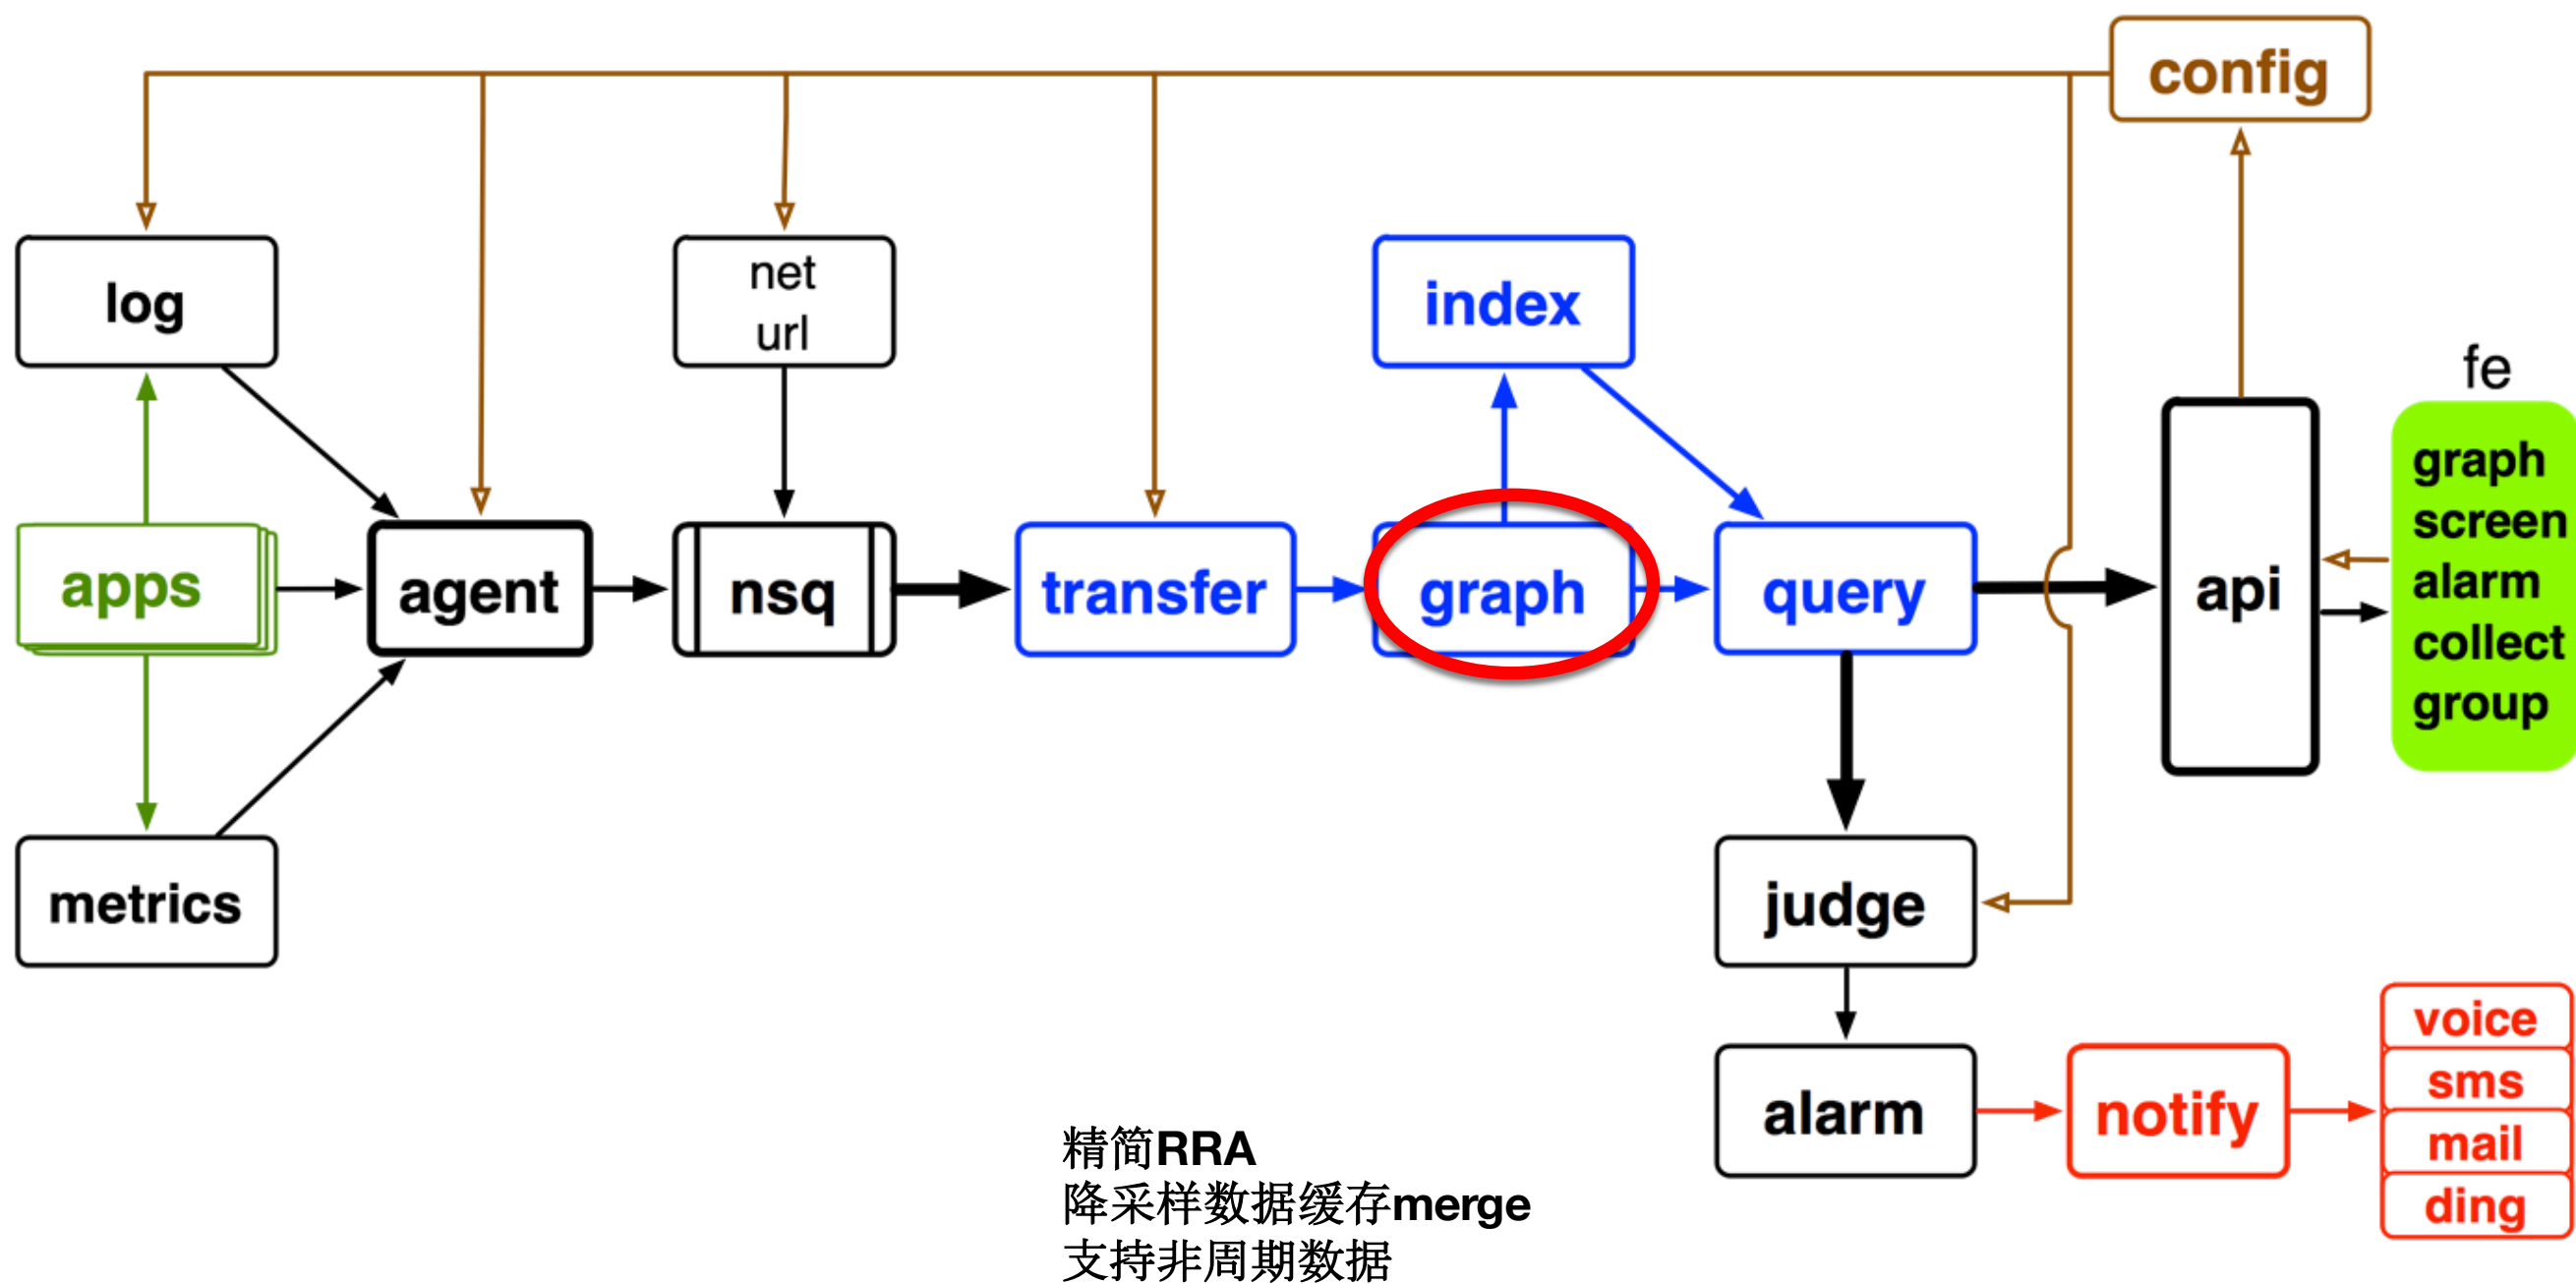 config
log
net
url
index
fe
graph
screen
alarm
collect
group
apps
agent
nsq
transfer
graph
query
api
metrics
judge
alarm
notify
voice
sms
mail
ding
精简RRA
降采样数据缓存merge
支持非周期数据